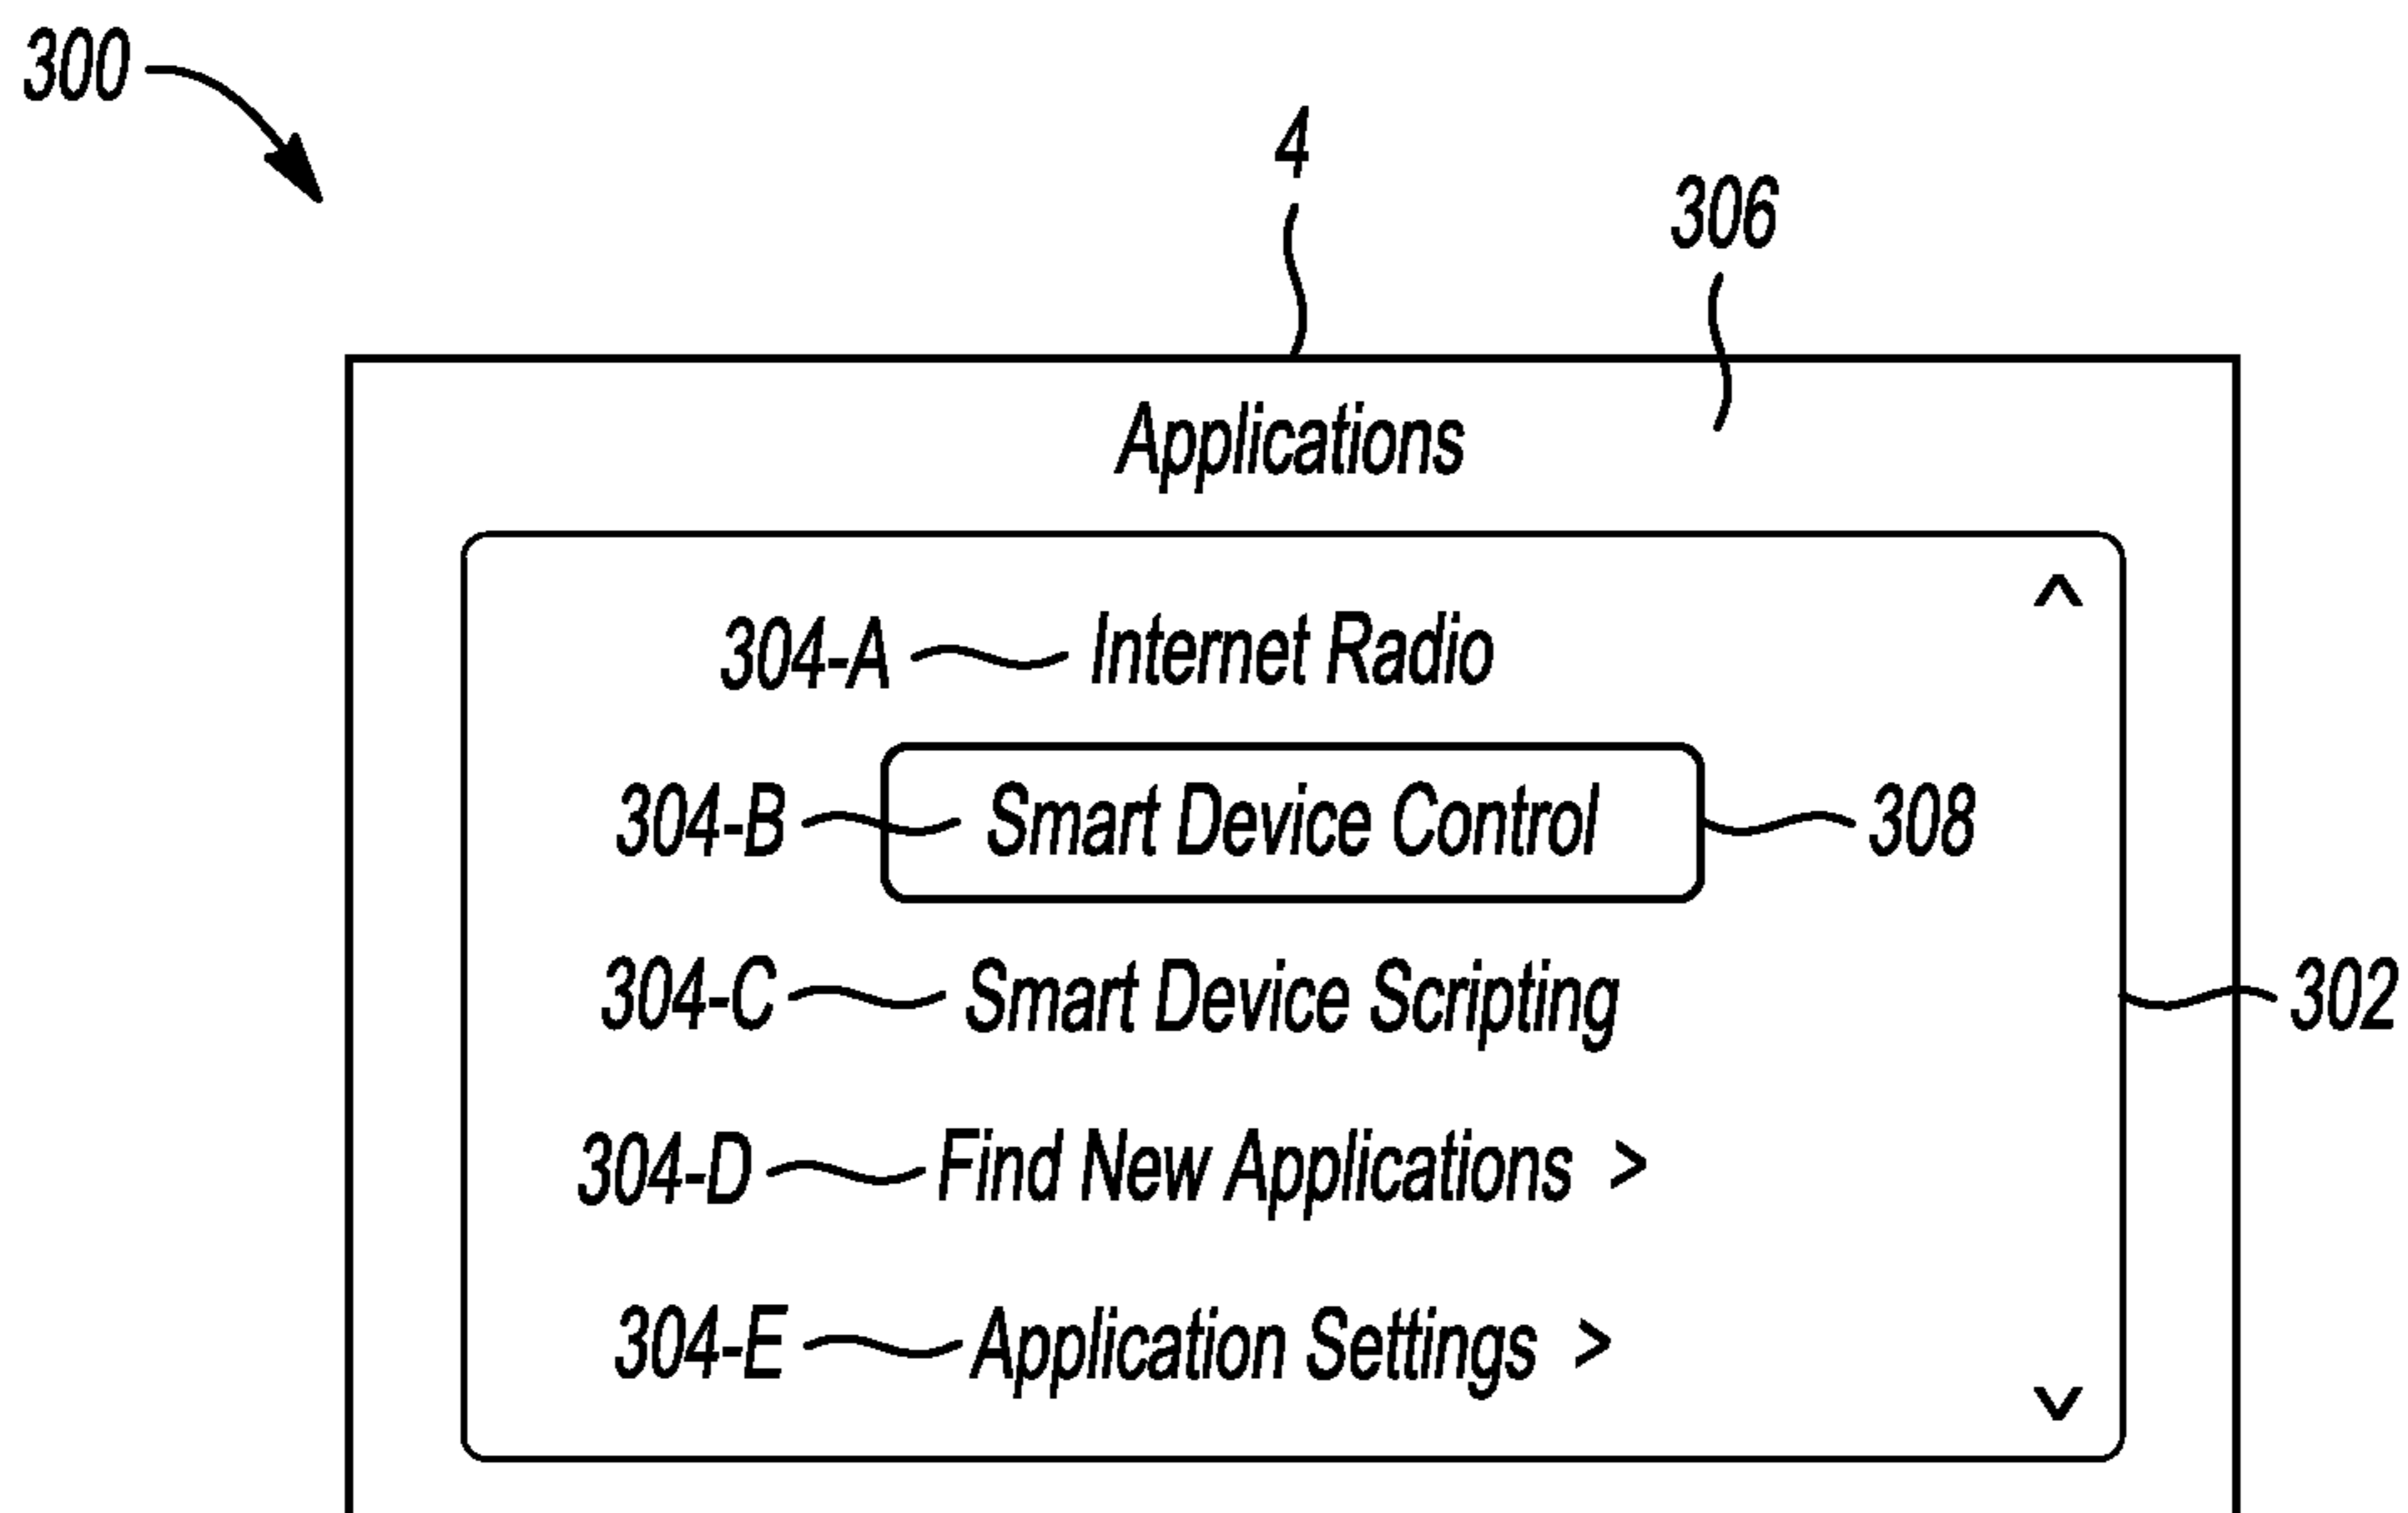 300
4
306
Applications
^
304-A Internet Radio
304-B Smart Device Control 308
304-C Smart Device Scripting 302
304-D Find New Applications >
304-E Application Settings >
v